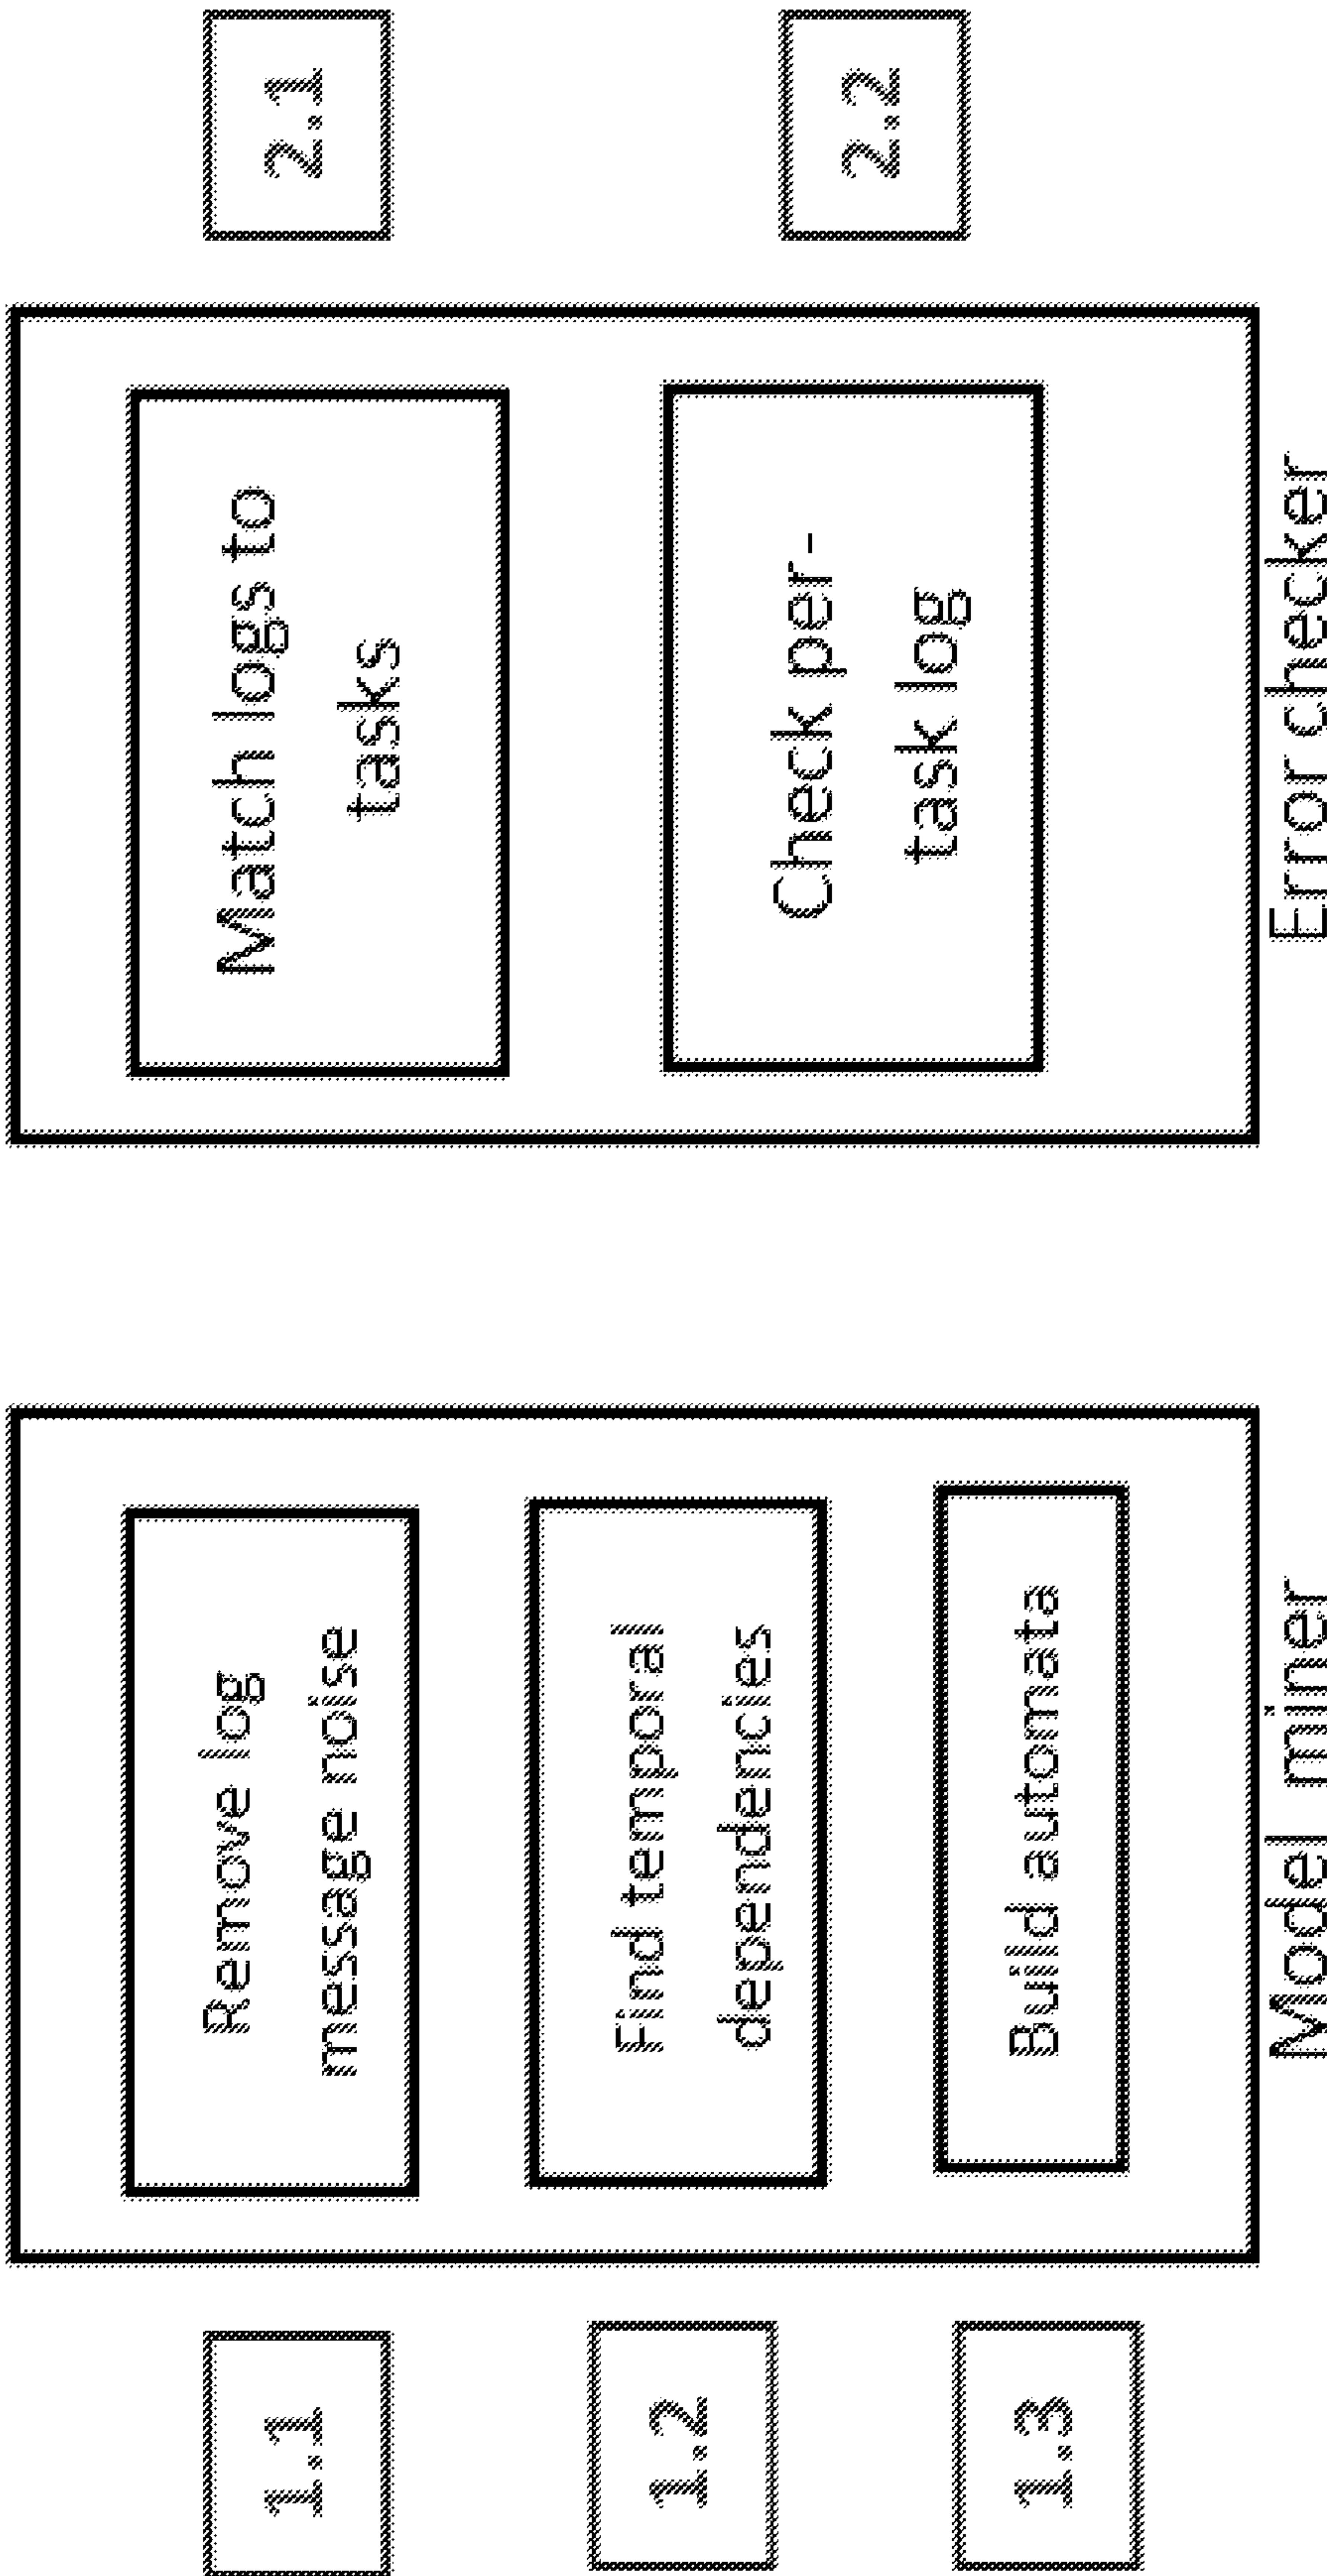 1.1
Remove log
message noise
1.2
Find temporal
dependencies
1.3
Build automata
Model miner
2.1
Match logs to
tasks
2.2
Check per-
task log
Error checker